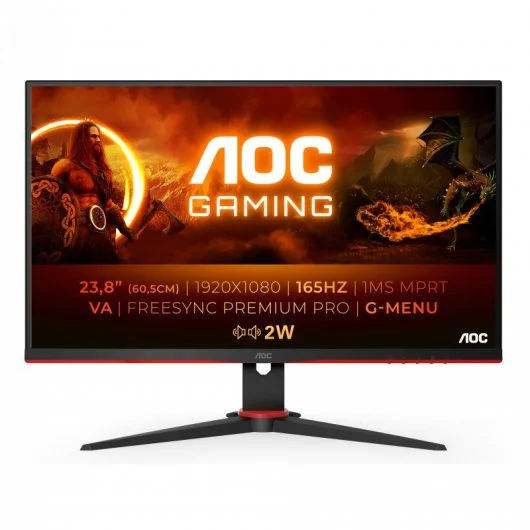 AOC
GAMING
23,8" (60,5CM) | 1920X1080 | 165HZ | 1MS MPRT
VA | FREESYNC PREMIUM PRO | G-MENU
2W
AOC
AOC